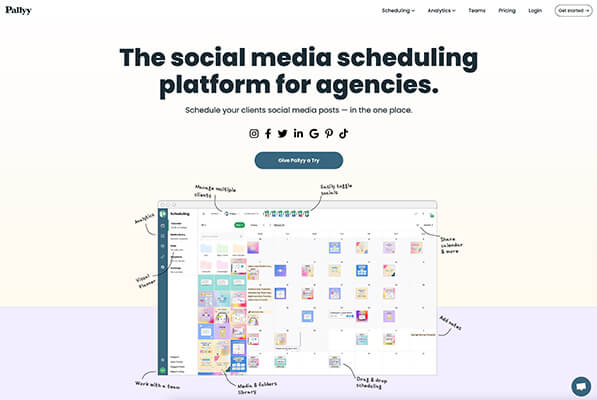 Pallyy
Scheduling
Analytics
Teams
Pricing
Login
Get started →
The social media scheduling
platform for agencies.
Schedule your clients social media posts — in the one place.
Give Pallyy a Try
Manage multiple
clients
Easily toggle
socials
Analytics
Scheduling
Share
calendar
& more
Visual
Planner
Add notes
Work with a team
Media & folders
library
Drag & drop
scheduling